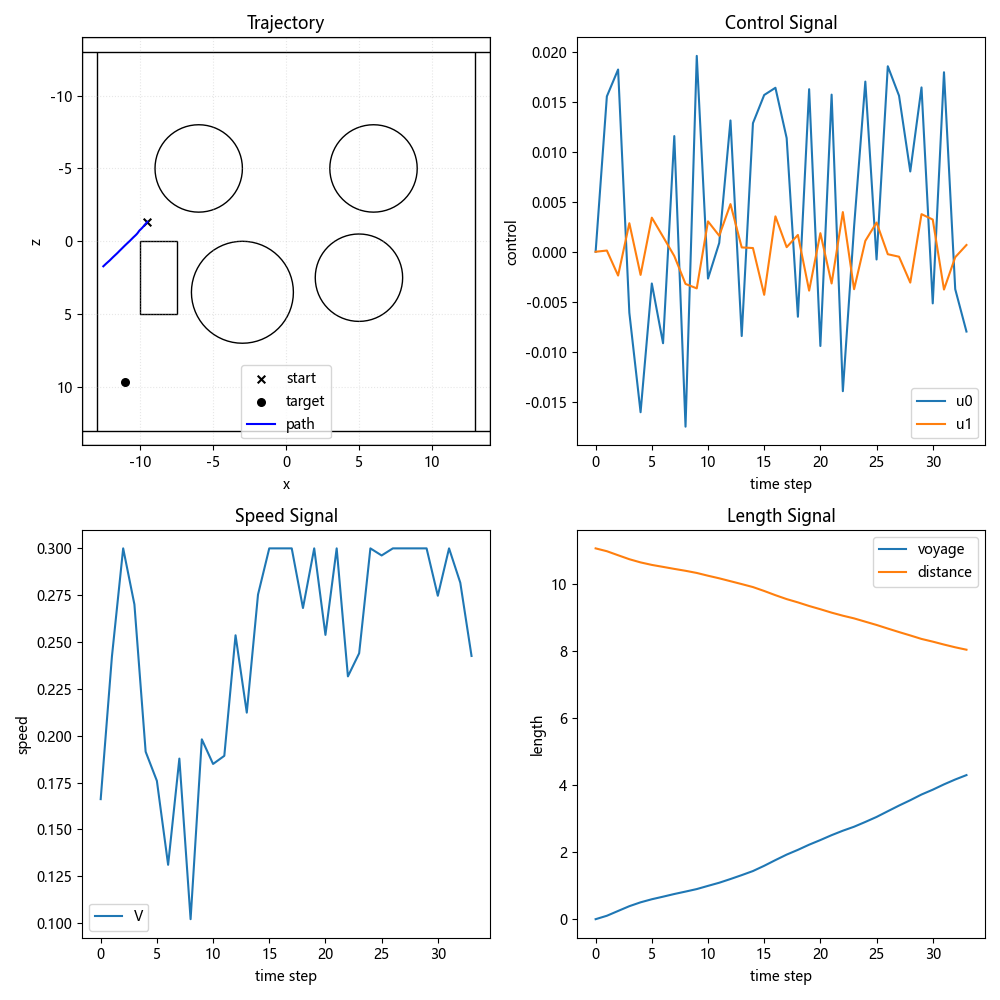 Trajectory
-10
-5
0
5
10
z
start
target
path
-10
-5
0
5
10
x
Control Signal
0.020
0.015
0.010
0.005
0.000
-0.005
-0.010
-0.015
control
u0
u1
0
5
10
15
20
25
30
time step
Speed Signal
0.300
0.275
0.250
0.225
0.200
0.175
0.150
0.125
0.100
speed
V
0
5
10
15
20
25
30
time step
Length Signal
voyage
distance
10
8
6
4
2
0
length
0
5
10
15
20
25
30
time step